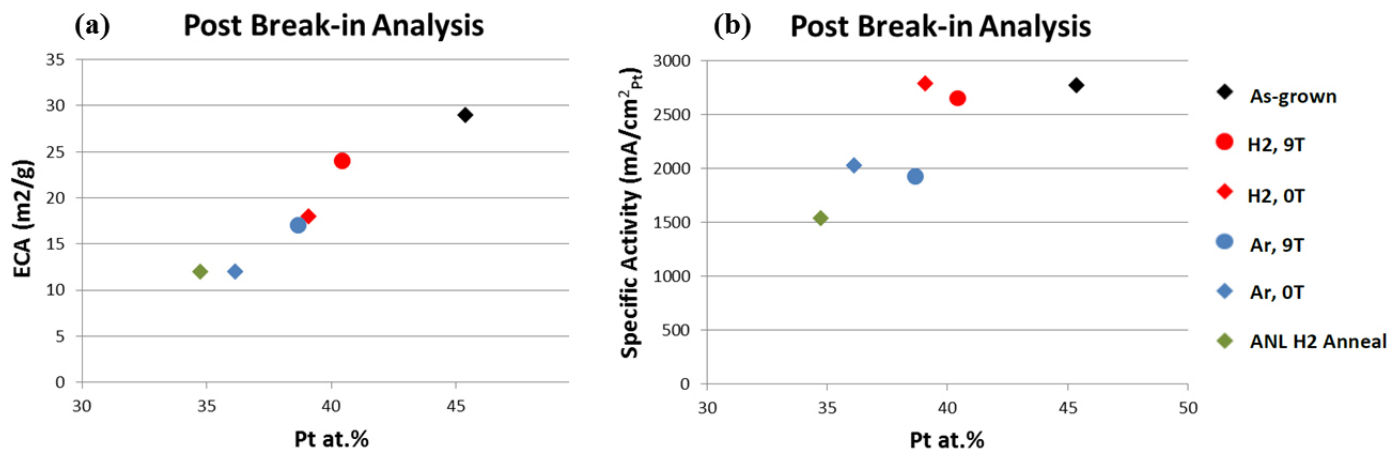 (a) Post Break-in Analysis
35
30
25
20
15
10
5
0
ECA (m2/g)
30 35 40 45
Pt at.%
(b) Post Break-in Analysis
3000
2500
2000
1500
1000
500
0
Specific Activity (mA/cm²Pt)
30 35 40 45 50
Pt at.%
As-grown
H2, 9T
H2, 0T
Ar, 9T
Ar, 0T
ANL H2 Anneal